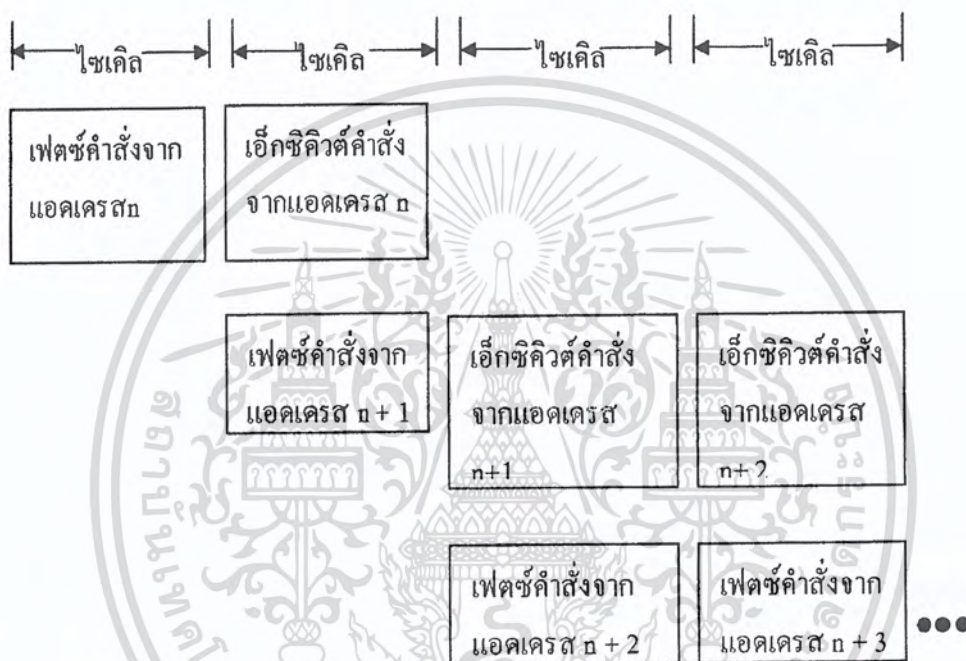 ไซเคิล ไซเคิล ไซเคิล ไซเคิล
เฟตซ์คำสั่งจาก
แอดเดรสn
เอ็กซิคิวต์คำสั่ง
จากแอดเดรส n
เฟตซ์คำสั่งจาก
แอดเดรส n + 1
เอ็กซิคิวต์คำสั่ง
จากแอดเดรส
n+1
เอ็กซิคิวต์คำสั่ง
จากแอดเดรส
n+ 2
เฟตซ์คำสั่งจาก
แอดเดรส n + 2
เฟตซ์คำสั่งจาก
แอดเดรส n + 3